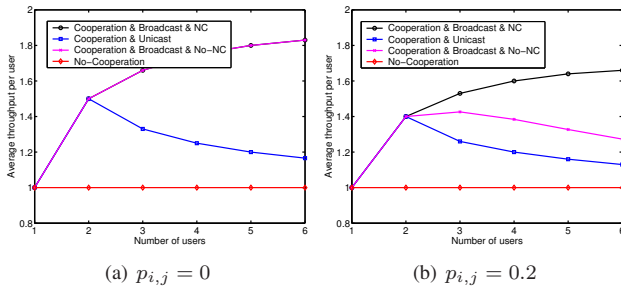 2
1.8
1.6
1.4
1.2
1
0.8
Average throughput per user
Cooperation & Broadcast & NC
Cooperation & Unicast
Cooperation & Broadcast & No−NC
No−Cooperation
1 2 3 4 5 6
Number of users
(a) p_{i,j} = 0
2
1.8
1.6
1.4
1.2
1
0.8
Average throughput per user
Cooperation & Broadcast & NC
Cooperation & Unicast
Cooperation & Broadcast & No−NC
No−Cooperation
1 2 3 4 5 6
Number of users
(b) p_{i,j} = 0.2